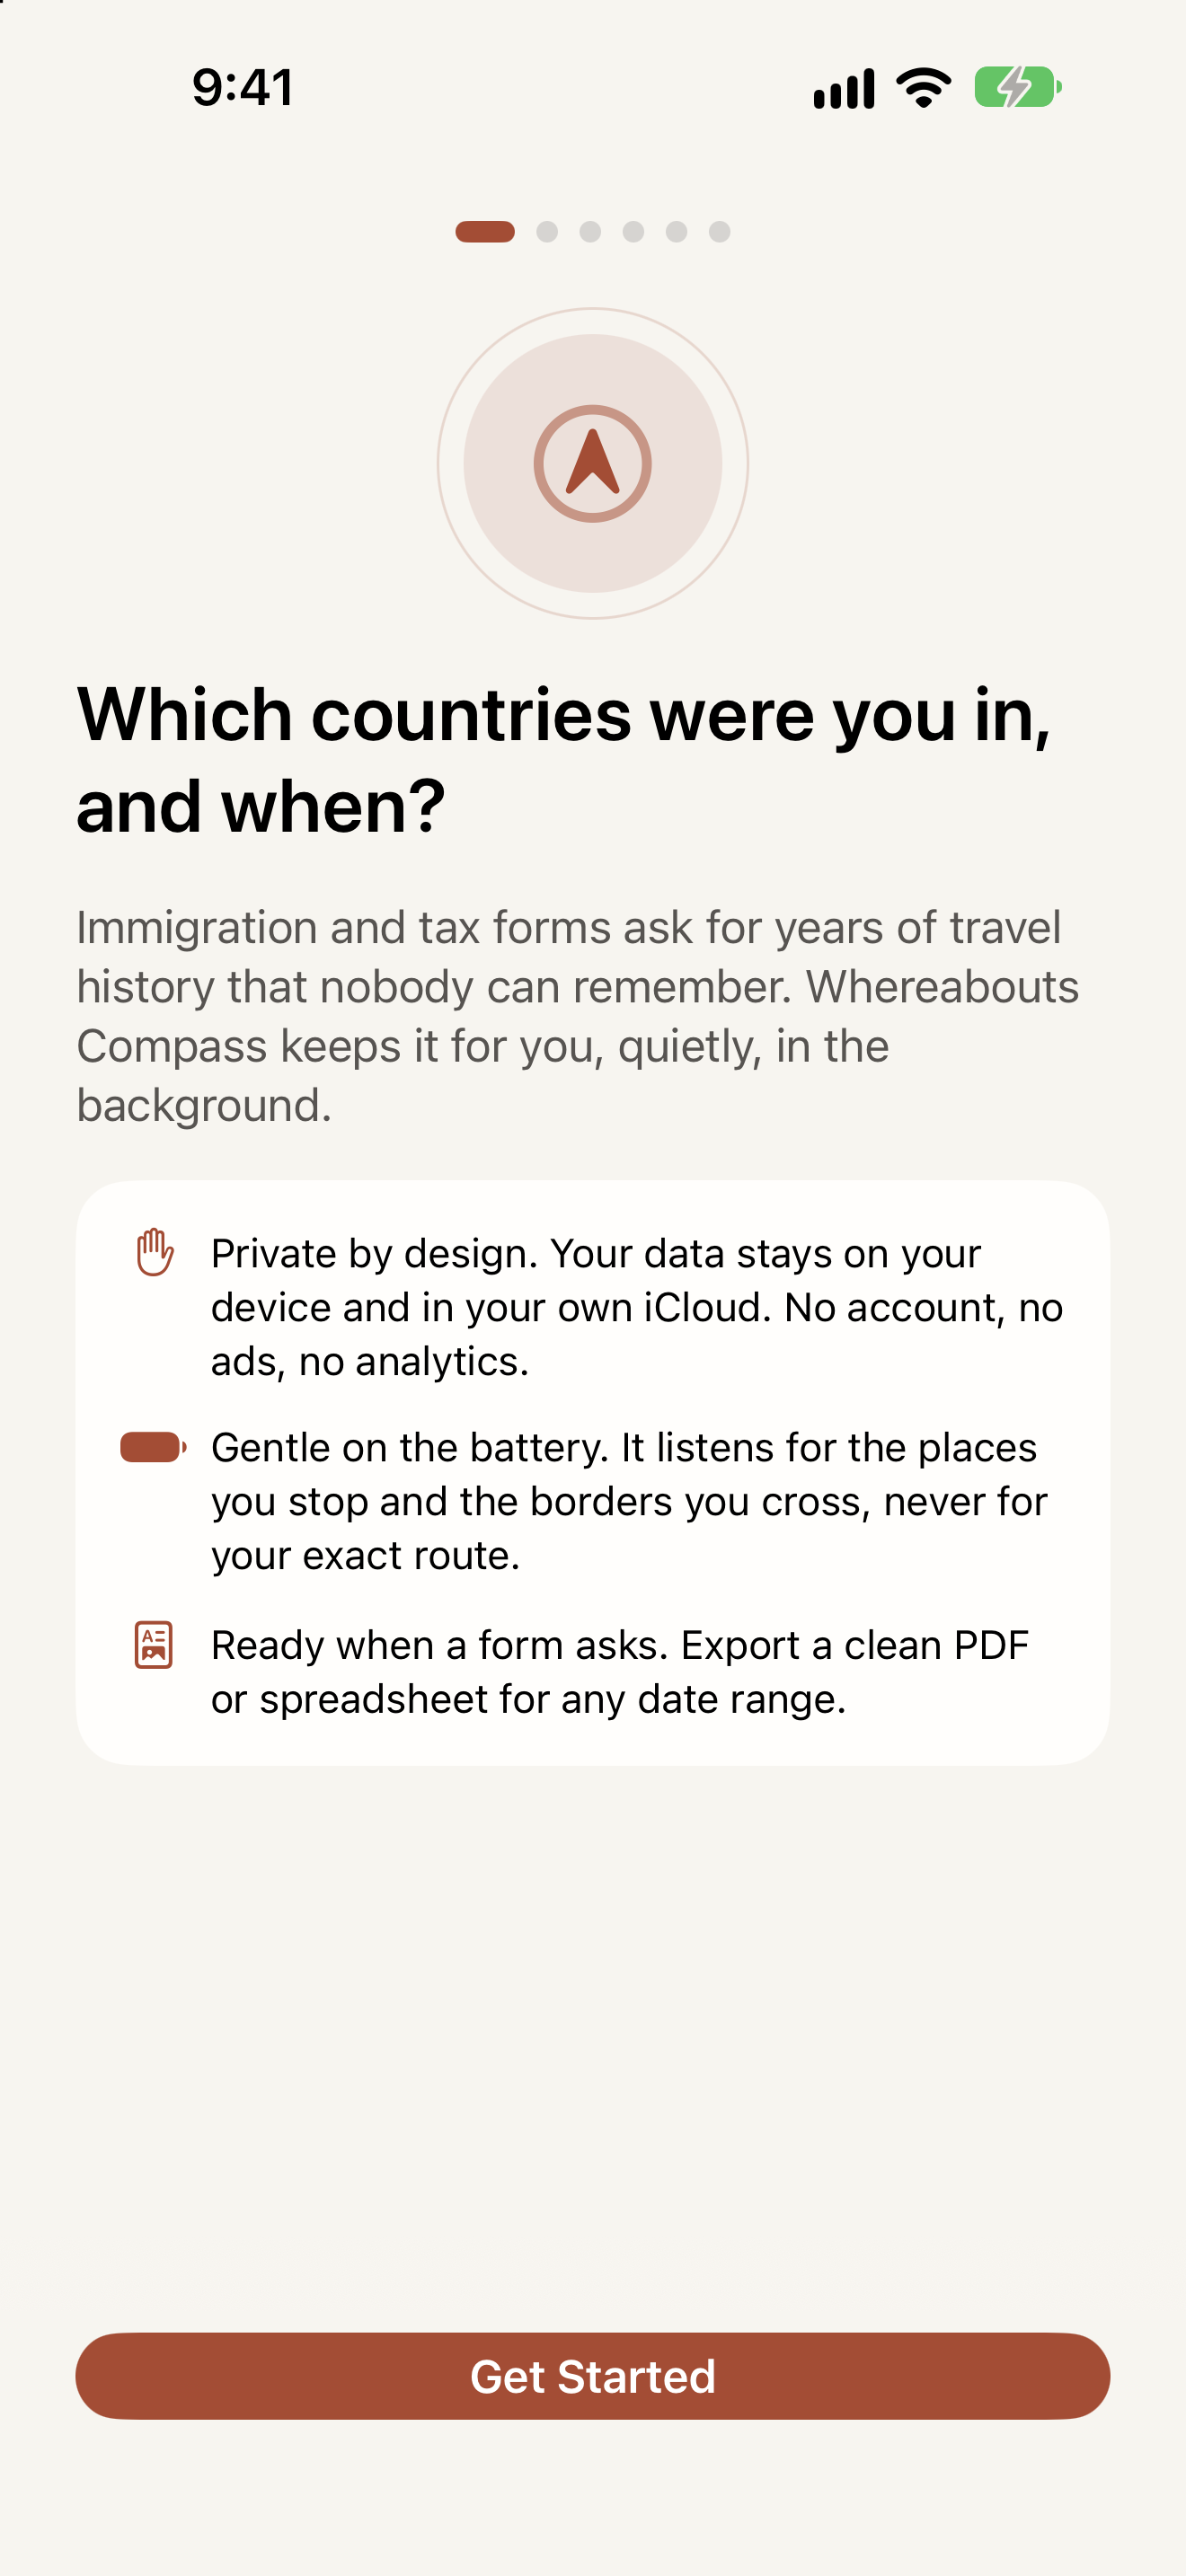 9:41
Which countries were you in,
and when?
Immigration and tax forms ask for years of travel
history that nobody can remember. Whereabouts
Compass keeps it for you, quietly, in the
background.
Private by design. Your data stays on your
device and in your own iCloud. No account, no
ads, no analytics.
Gentle on the battery. It listens for the places
you stop and the borders you cross, never for
your exact route.
Ready when a form asks. Export a clean PDF
or spreadsheet for any date range.
Get Started